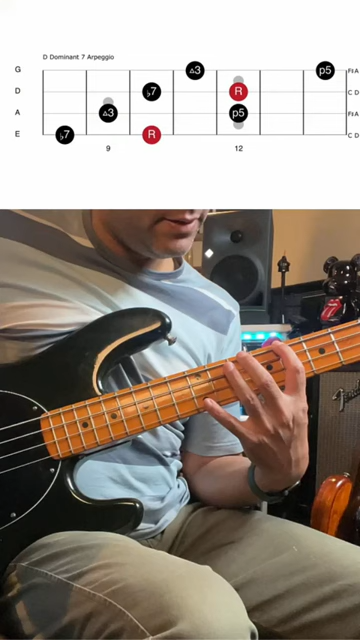 D Dominant 7 Arpeggio
G △3 p5 F♯A
D ♭7 R C D
A △3 p5 F♯A
E ♭7 R C D
9 12